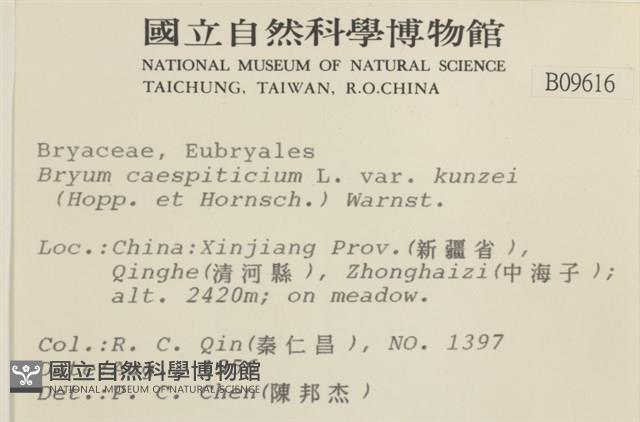 國立自然科學博物館
NATIONAL MUSEUM OF NATURAL SCIENCE
TAICHUNG, TAIWAN, R.O.CHINA
B09616
Bryaceae, Eubryales
Bryum caespiticium L. var. kunzei
(Hopp. et Hornsch.) Warnst.
Loc.:China:Xinjiang Prov.(新疆省),
Qinghe(清河縣), Zhonghaizi(中海子);
alt. 2420m; on meadow.
Col.:R. C. Qin(秦仁昌), NO. 1397
國立自然科學博物館
NATIONAL MUSEUM OF NATURAL SCIENCE
Det.:P. C. Chen(陳邦杰)